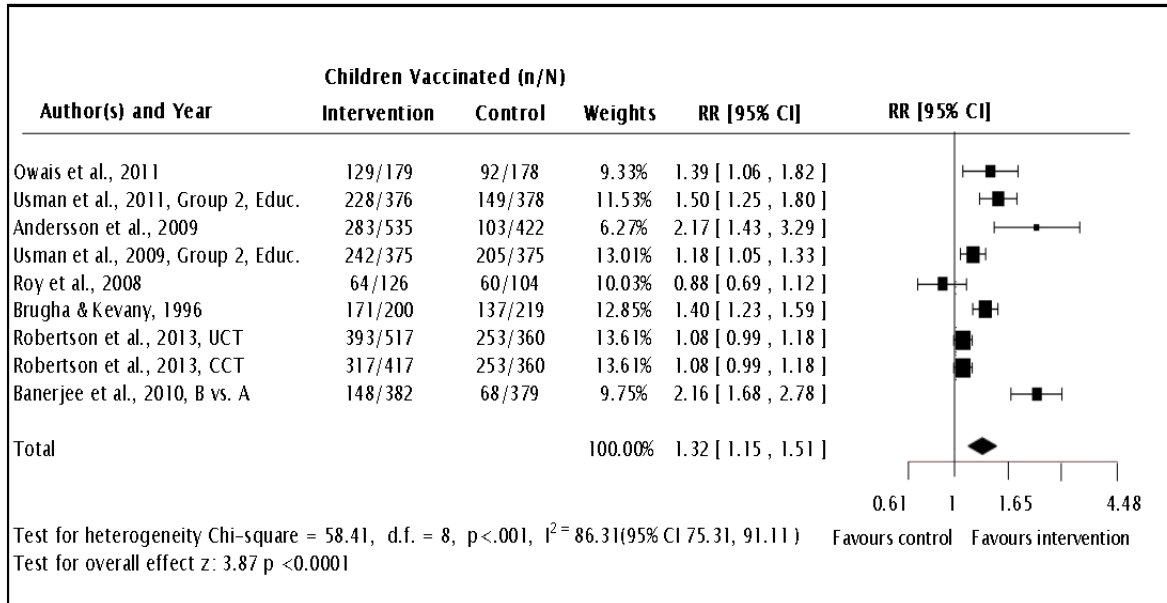 Children Vaccinated (n/N)
Author(s) and Year Intervention Control Weights RR [95% CI] RR [95% CI]
Owais et al., 2011 129/179 92/178 9.33% 1.39 [ 1.06 , 1.82 ]
Usman et al., 2011, Group 2, Educ. 228/376 149/378 11.53% 1.50 [ 1.25 , 1.80 ]
Andersson et al., 2009 283/535 103/422 6.27% 2.17 [ 1.43 , 3.29 ]
Usman et al., 2009, Group 2, Educ. 242/375 205/375 13.01% 1.18 [ 1.05 , 1.33 ]
Roy et al., 2008 64/126 60/104 10.03% 0.88 [ 0.69 , 1.12 ]
Brugha & Kevany, 1996 171/200 137/219 12.85% 1.40 [ 1.23 , 1.59 ]
Robertson et al., 2013, UCT 393/517 253/360 13.61% 1.08 [ 0.99 , 1.18 ]
Robertson et al., 2013, CCT 317/417 253/360 13.61% 1.08 [ 0.99 , 1.18 ]
Banerjee et al., 2010, B vs. A 148/382 68/379 9.75% 2.16 [ 1.68 , 2.78 ]
Total 100.00% 1.32 [ 1.15 , 1.51 ]
0.61 1 1.65 4.48
Test for heterogeneity Chi-square = 58.41, d.f. = 8, p<.001, I² = 86.31(95% CI 75.31, 91.11 ) Favours control Favours intervention
Test for overall effect z: 3.87 p <0.0001